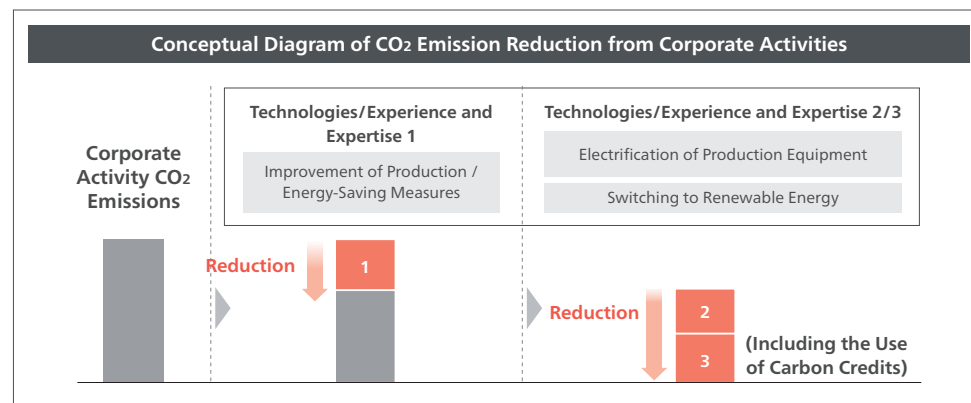 Conceptual Diagram of CO2 Emission Reduction from Corporate Activities
Corporate
Activity CO2
Emissions
Technologies/Experience and
Expertise 1
Improvement of Production /
Energy-Saving Measures
Technologies/Experience and Expertise 2/3
Electrification of Production Equipment
Switching to Renewable Energy
Reduction
1
Reduction
2
3
(Including the Use
of Carbon Credits)